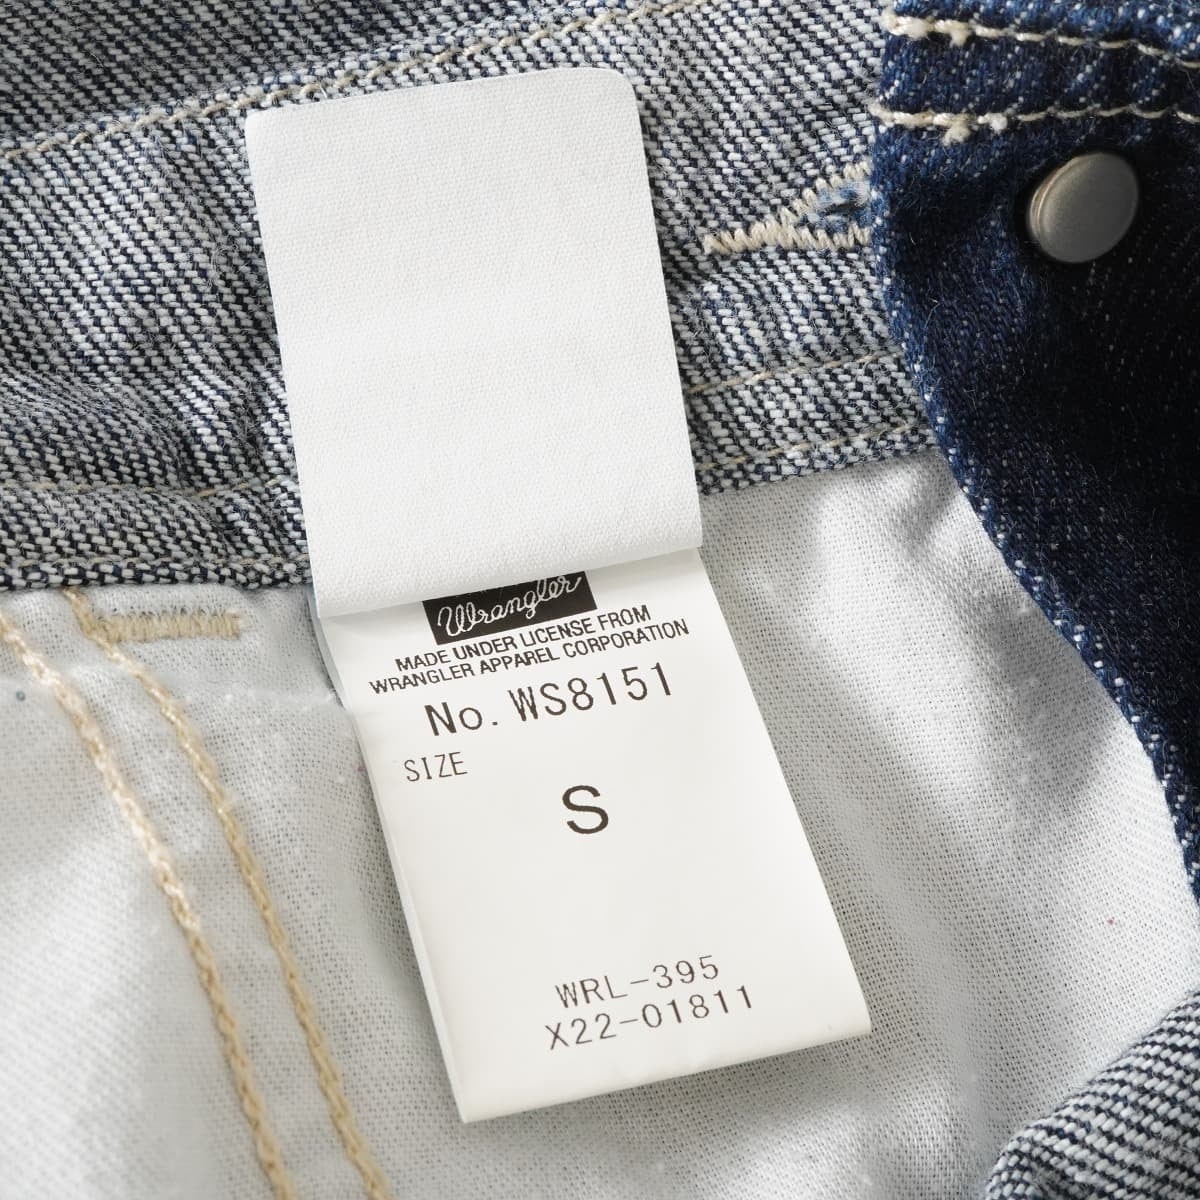 Wrangler
MADE UNDER LICENSE FROM
WRANGLER APPAREL CORPORATION
No. WS8151
SIZE
S
WRL-395
X22-01811